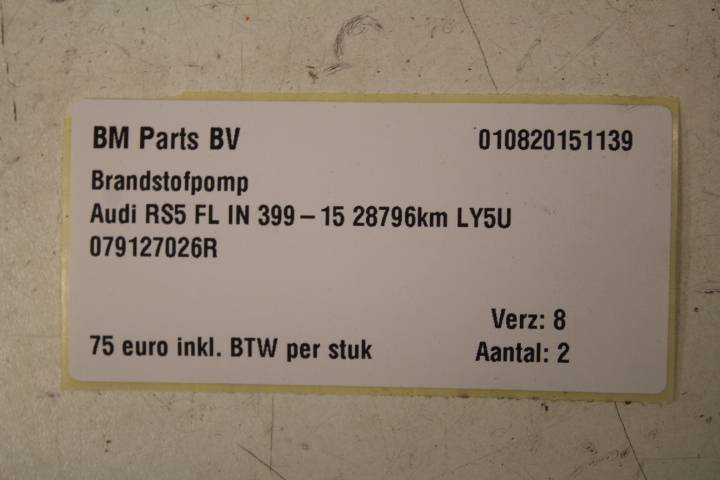 BM Parts BV 010820151139
Brandstofpomp
Audi RS5 FL IN 399 – 15 28796km LY5U
079127026R
Verz: 8
75 euro inkl. BTW per stuk Aantal: 2